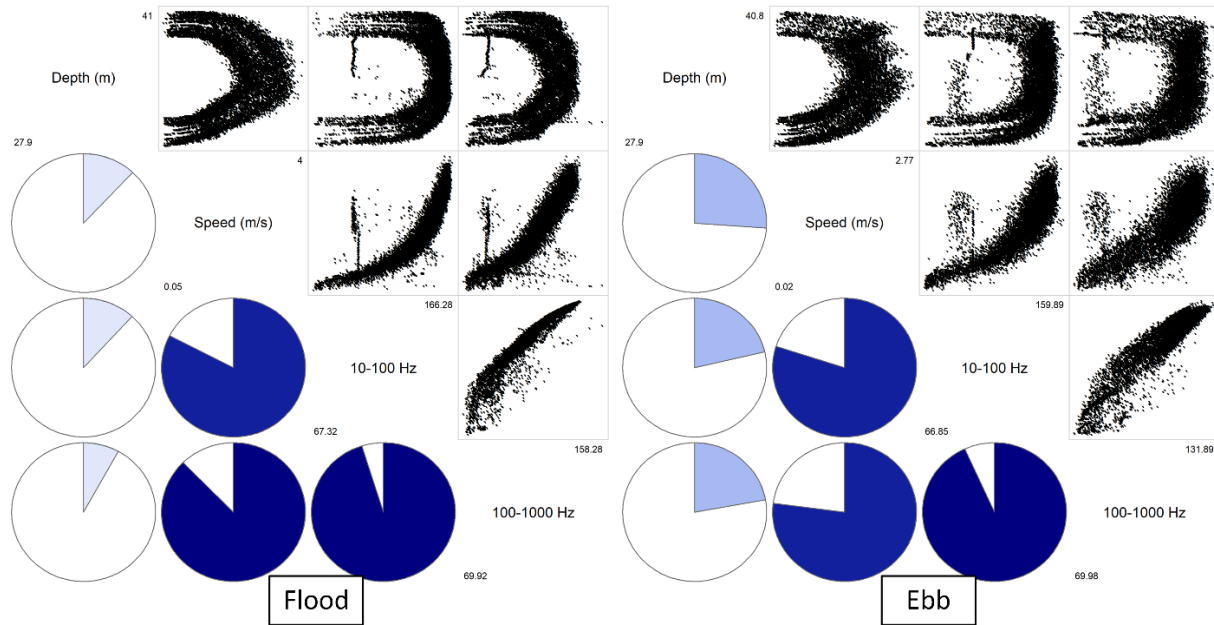 41
Depth (m)
27.9
4
Speed (m/s)
0.05
166.28
10-100 Hz
67.32
158.28
100-1000 Hz
69.92
Flood
40.8
Depth (m)
27.9
2.77
Speed (m/s)
0.02
159.89
10-100 Hz
66.85
131.89
100-1000 Hz
69.98
Ebb